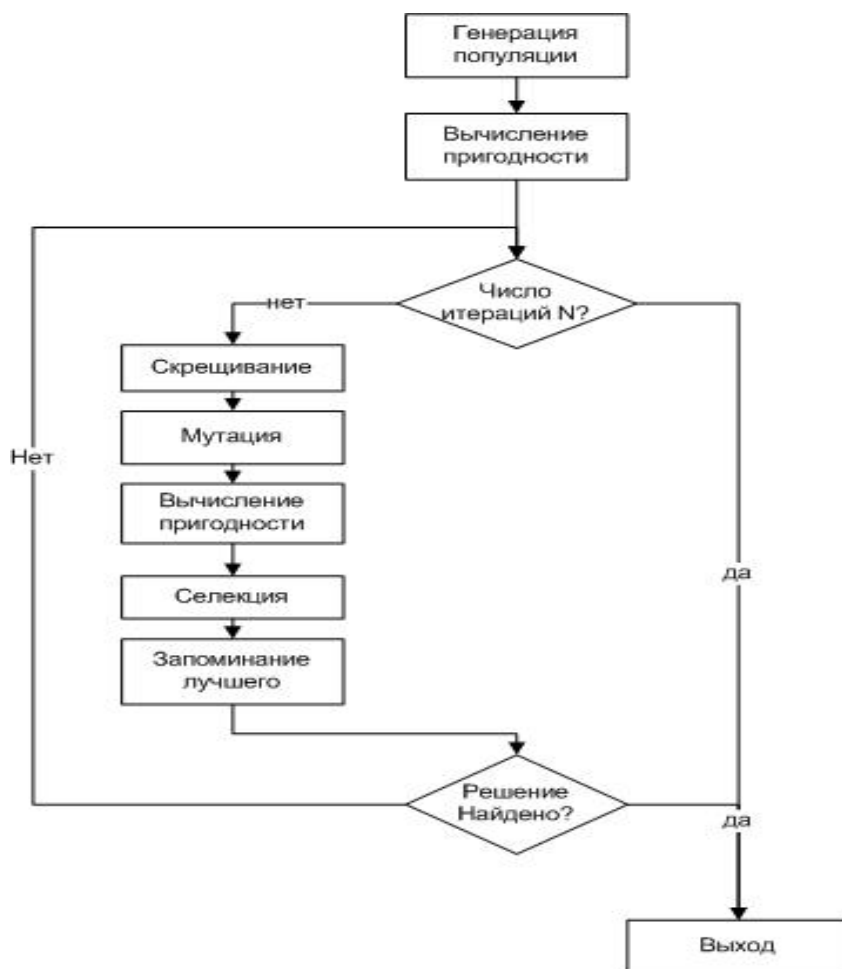 Генерация
популяции
Вычисление
пригодности
Число
итераций N?
нет
Скрещивание
Мутация
Нет
Вычисление
пригодности
да
Селекция
Запоминание
лучшего
Решение
Найдено?
да
Выход